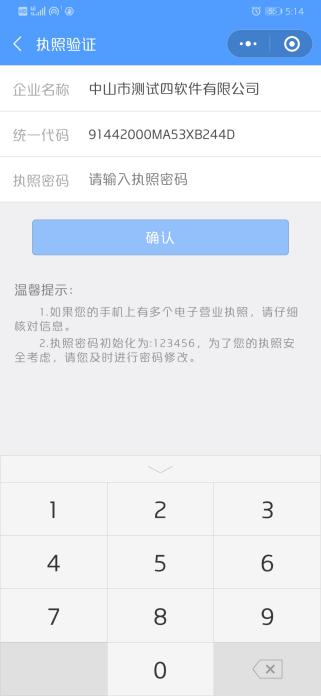 5:14
执照验证
企业名称 中山市测试四软件有限公司
统一代码 91442000MA53XB244D
执照密码 请输入执照密码
确认
温馨提示：
1.如果您的手机上有多个电子营业执照，请仔细
核对信息。
2.执照密码初始化为:123456，为了您的执照安
全考虑，请您及时进行密码修改。
1 2 3
4 5 6
7 8 9
0